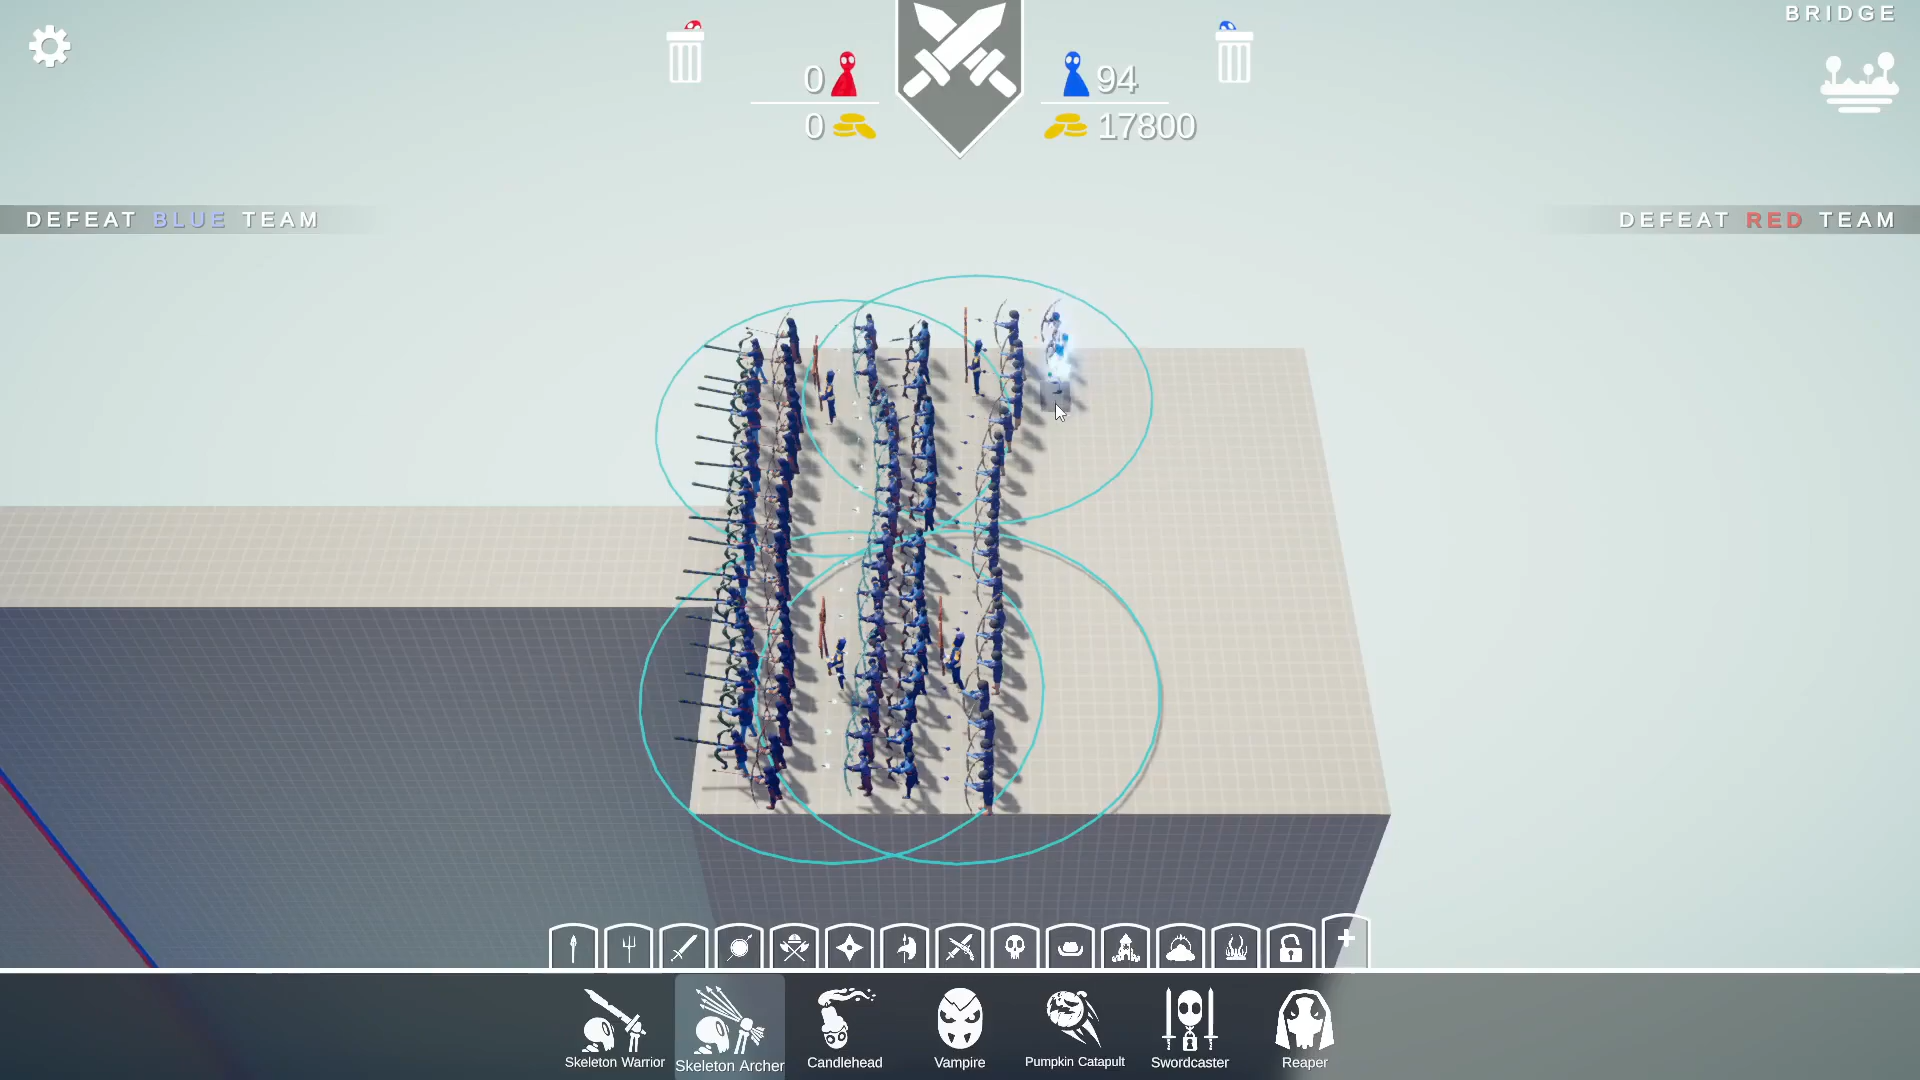 BRIDGE
0 94
0 17800
DEFEAT BLUE TEAM
DEFEAT RED TEAM
Skeleton Warrior
Skeleton Archer
Candlehead
Vampire
Pumpkin Catapult
Swordcaster
Reaper